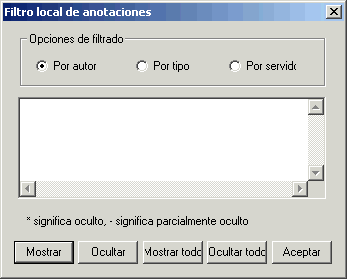 Filtro local de anotaciones
Opciones de filtrado
Por autor Por tipo Por servido
* significa oculto, - significa parcialmente oculto
Mostrar Ocultar Mostrar todo Ocultar todo Aceptar